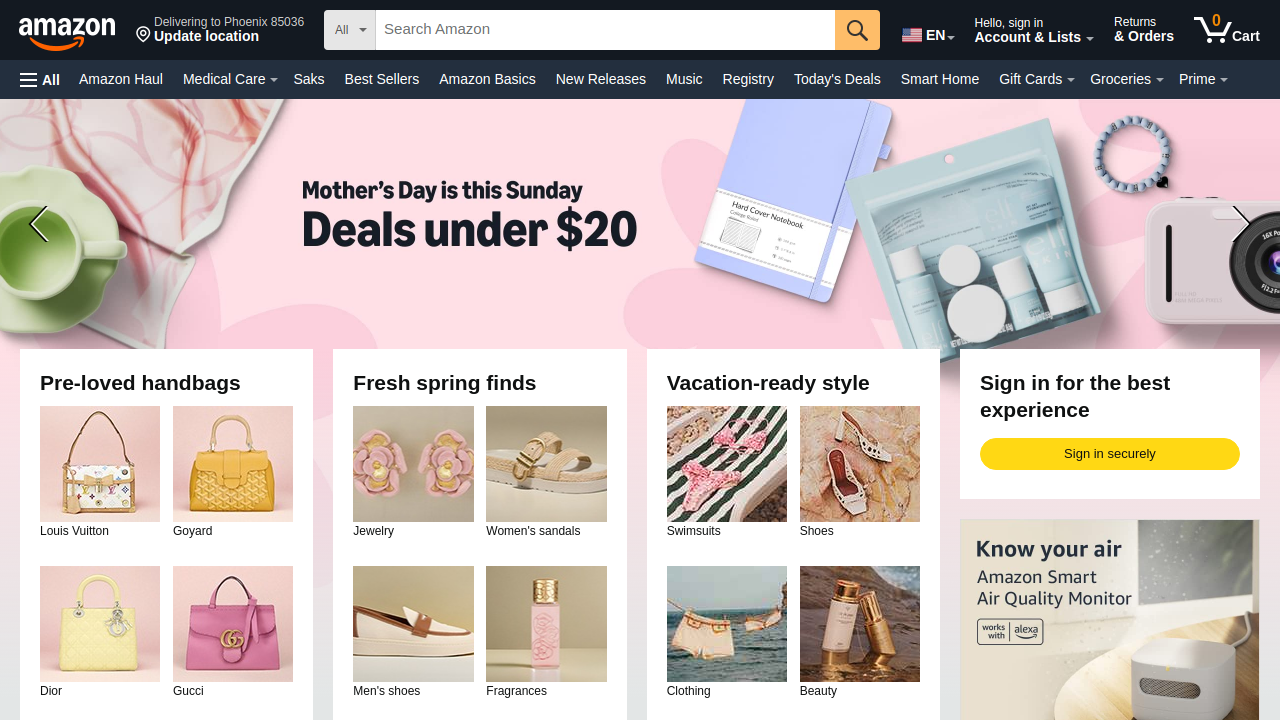 amazon
Delivering to Phoenix 85036
Update location
All
Search Amazon
EN
Hello, sign in
Account & Lists
Returns
& Orders
0
Cart
All
Amazon Haul
Medical Care
Saks
Best Sellers
Amazon Basics
New Releases
Music
Registry
Today's Deals
Smart Home
Gift Cards
Groceries
Prime
Mother's Day is this Sunday
Deals under $20
Hard Cover Notebook
College Ruled
Pre-loved handbags
Louis Vuitton
Goyard
Dior
Gucci
Fresh spring finds
Jewelry
Women's sandals
Men's shoes
Fragrances
Vacation-ready style
Swimsuits
Shoes
Clothing
Beauty
Sign in for the best
experience
Sign in securely
Know your air
Amazon Smart
Air Quality Monitor
works
with
alexa